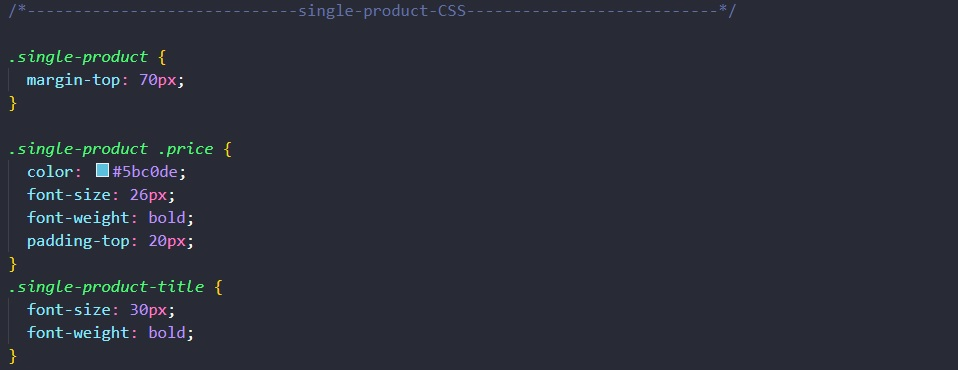 /*-----------------------------single-product-CSS---------------------------*/
.single-product {
margin-top: 70px;
}
.single-product .price {
color: #5bc0de;
font-size: 26px;
font-weight: bold;
padding-top: 20px;
}
.single-product-title {
font-size: 30px;
font-weight: bold;
}